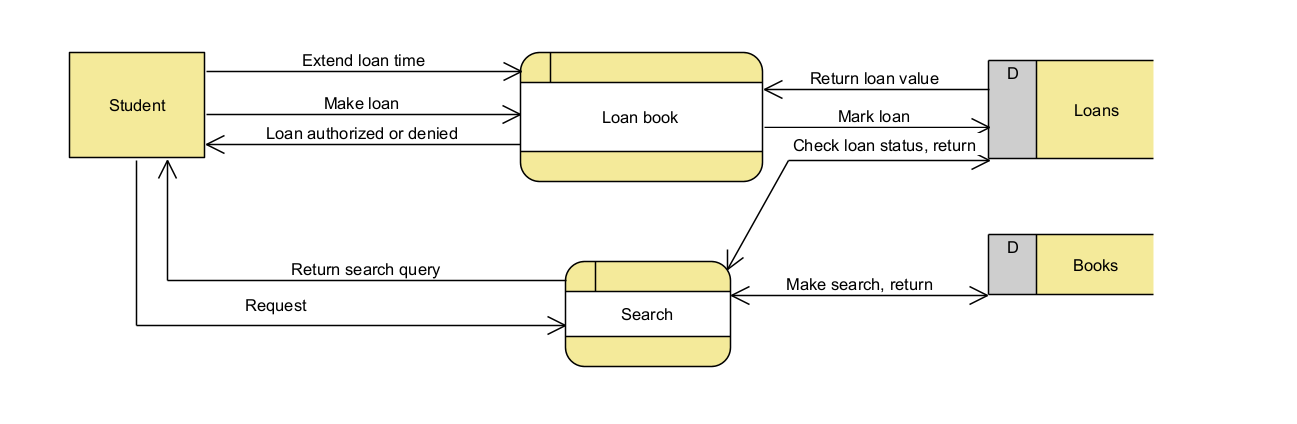 Extend loan time
Student
Make loan
Loan authorized or denied
Loan book
Return loan value
Mark loan
Check loan status, return
D
Loans
D
Books
Return search query
Request
Make search, return
Search